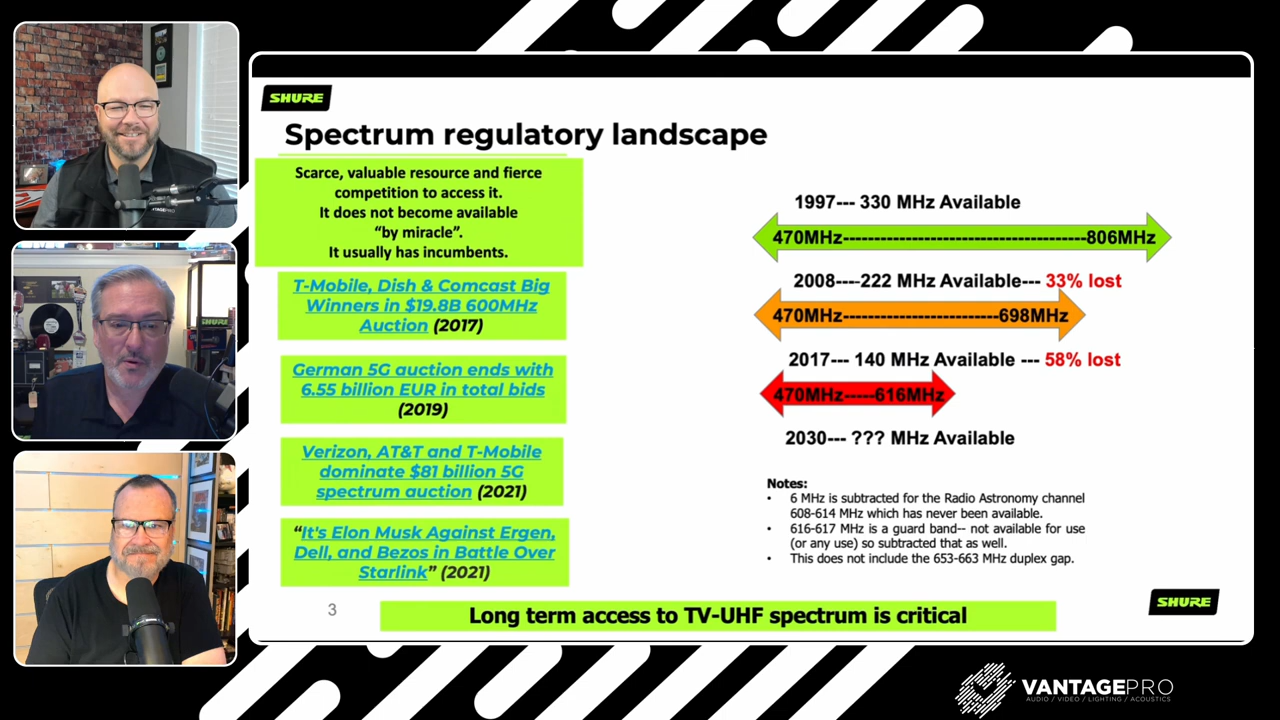 SHURE
Spectrum regulatory landscape
Scarce, valuable resource and fierce
competition to access it.
It does not become available
“by miracle”.
It usually has incumbents.
T-Mobile, Dish & Comcast Big
Winners in $19.8B 600MHz
Auction (2017)
German 5G auction ends with
6.55 billion EUR in total bids
(2019)
Verizon, AT&T and T-Mobile
dominate $81 billion 5G
spectrum auction (2021)
“It's Elon Musk Against Ergen,
Dell, and Bezos in Battle Over
Starlink” (2021)
1997--- 330 MHz Available
470MHz-------------------------------------806MHz
2008----222 MHz Available--- 33% lost
470MHz------------------------698MHz
2017--- 140 MHz Available --- 58% lost
470MHz-----616MHz
2030--- ??? MHz Available
Notes:
• 6 MHz is subtracted for the Radio Astronomy channel
608-614 MHz which has never been available.
• 616-617 MHz is a guard band-- not available for use
(or any use) so subtracted that as well.
• This does not include the 653-663 MHz duplex gap.
3
Long term access to TV-UHF spectrum is critical
SHURE
VANTAGEPRO
AUDIO / VIDEO / LIGHTING / ACOUSTICS